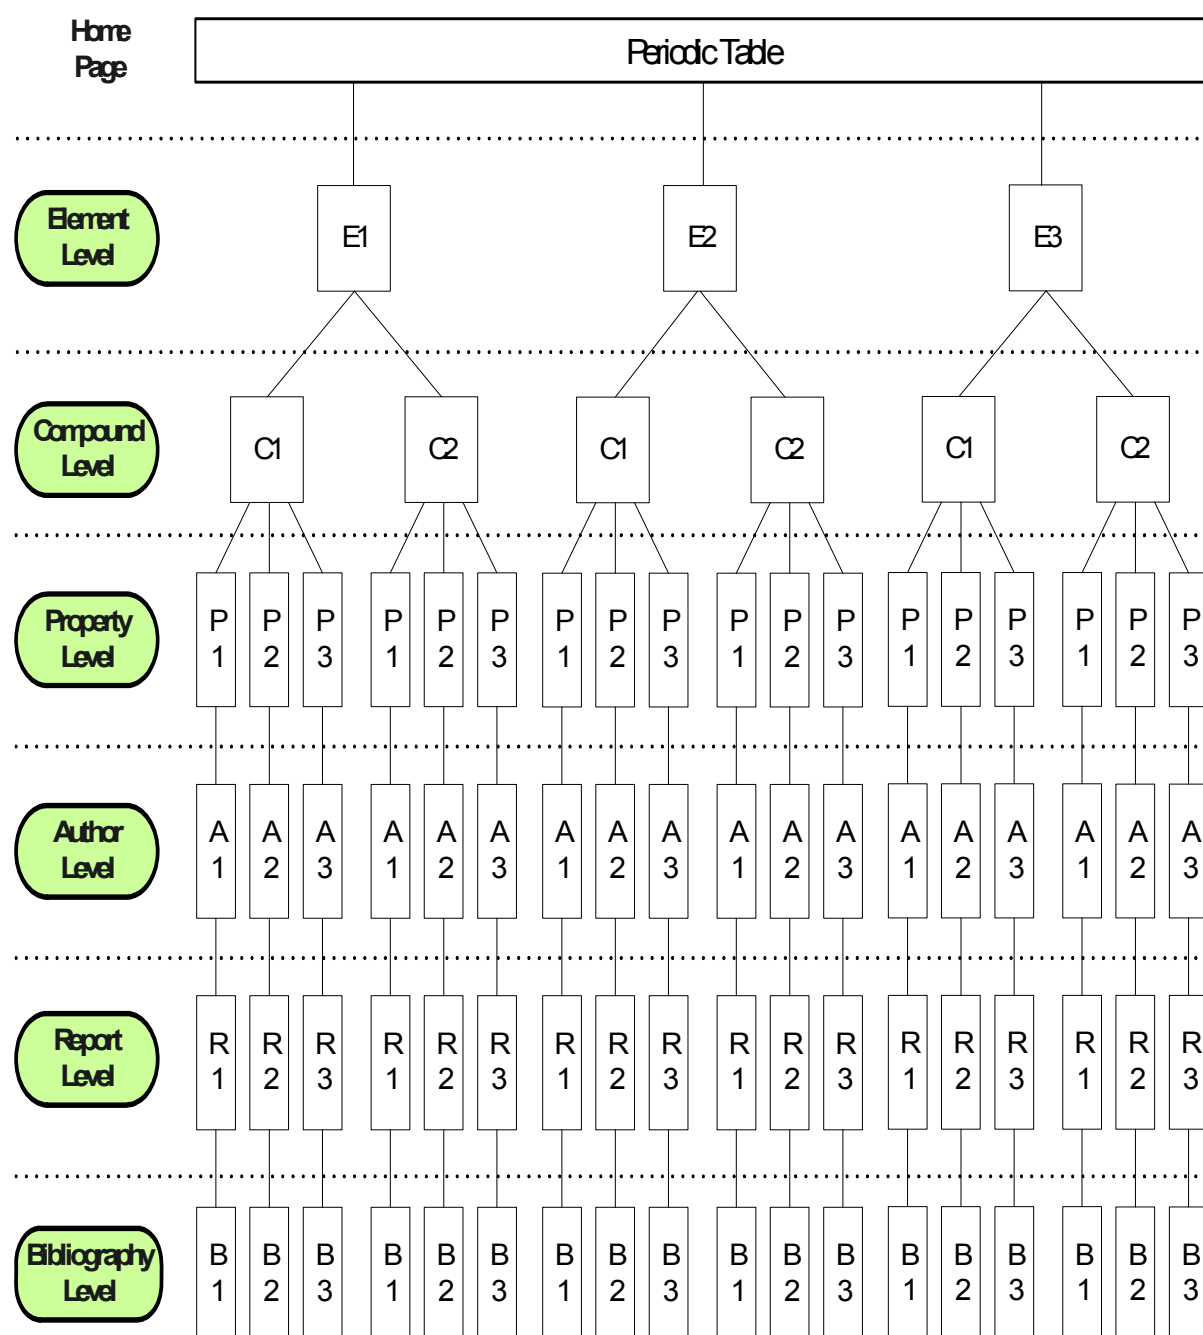 Home
Page
Periodic Table
Element
Level
E1 E2 E3
Compound
Level
C1 C2 C1 C2 C1 C2
Property
Level
P P P P P P P P P P P P P P P P P P
1 2 3 1 2 3 1 2 3 1 2 3 1 2 3 1 2 3
Author
Level
A A A A A A A A A A A A A A A A A A
1 2 3 1 2 3 1 2 3 1 2 3 1 2 3 1 2 3
Report
Level
R R R R R R R R R R R R R R R R R R
1 2 3 1 2 3 1 2 3 1 2 3 1 2 3 1 2 3
Bibliography
Level
B B B B B B B B B B B B B B B B B B
1 2 3 1 2 3 1 2 3 1 2 3 1 2 3 1 2 3